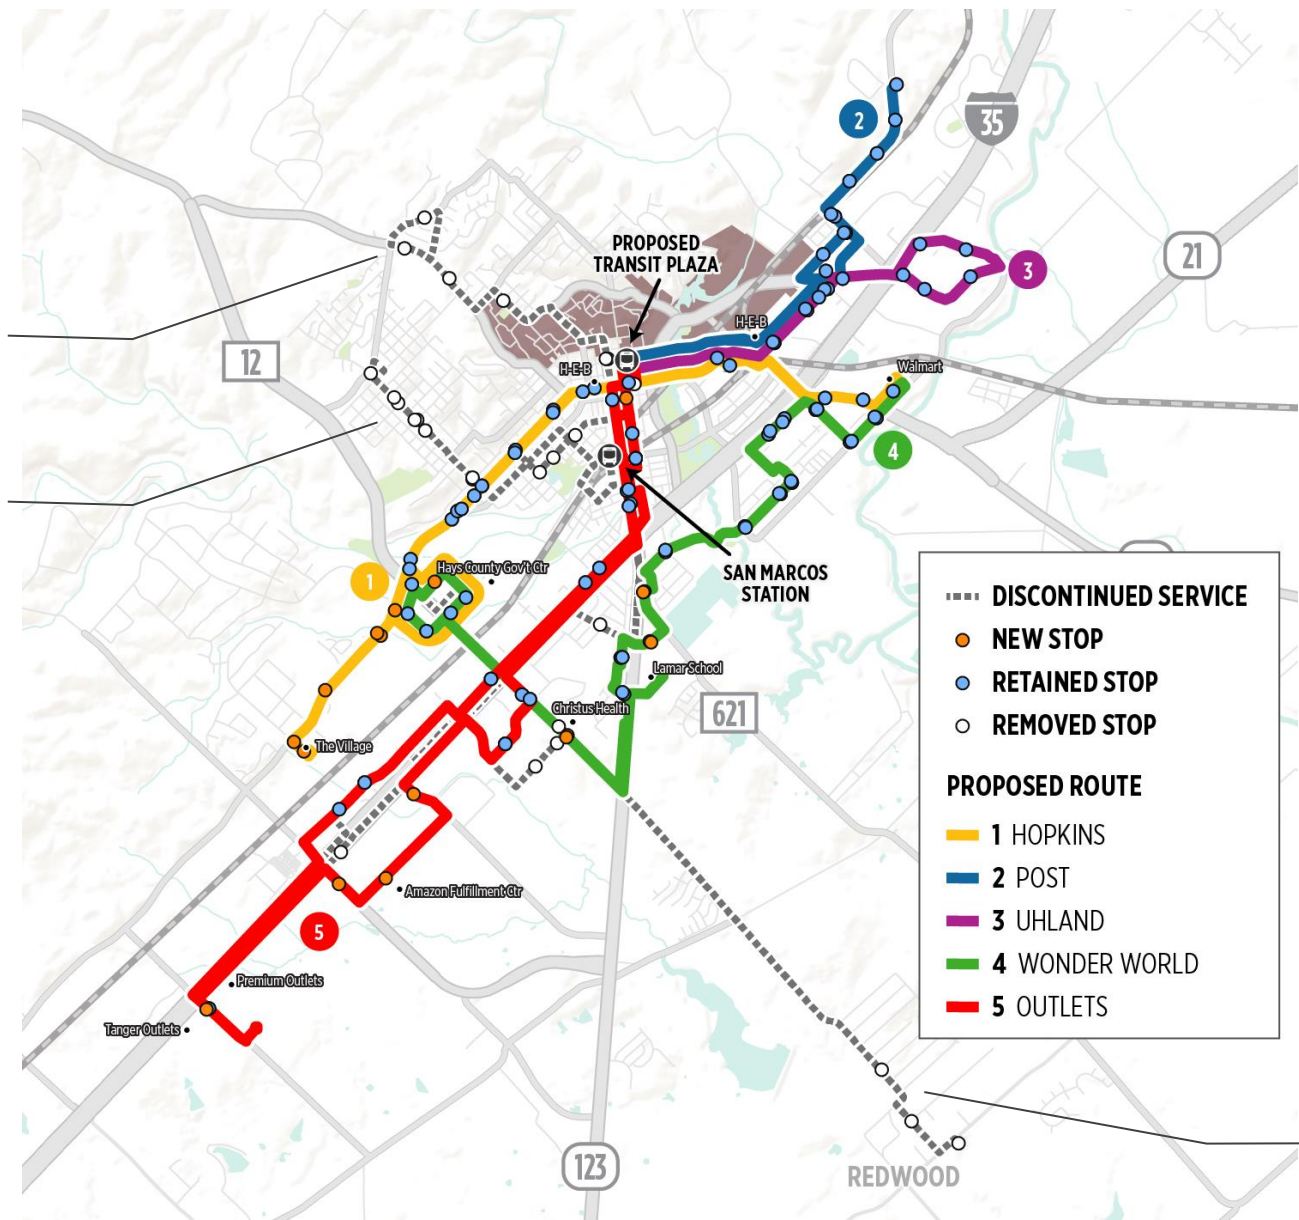 2
35
PROPOSED
TRANSIT PLAZA
21
3
H-E-B
12
H-E-B
Walmart
4
SAN MARCOS
STATION
1
Hays County Gov't Ctr
Lamar School
621
Christus Health
The Village
Amazon Fulfillment Ctr
5
Premium Outlets
Tanger Outlets
123
REDWOOD
DISCONTINUED SERVICE
NEW STOP
RETAINED STOP
REMOVED STOP
PROPOSED ROUTE
1 HOPKINS
2 POST
3 UHLAND
4 WONDER WORLD
5 OUTLETS